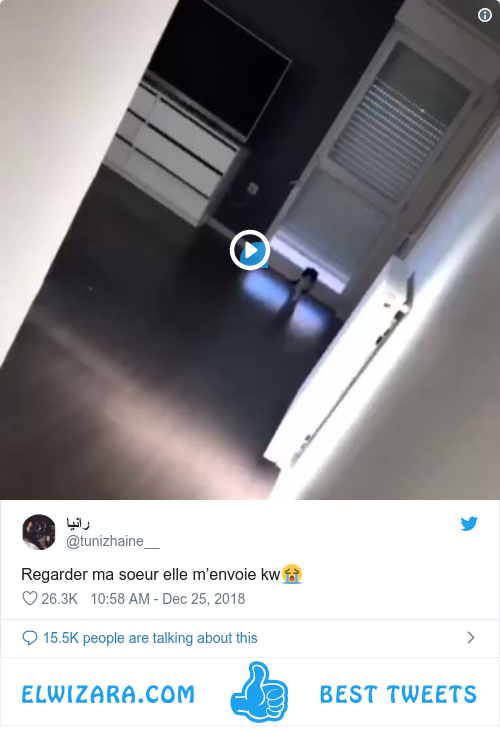 رانيا
@tunizhaine__
Regarder ma soeur elle m’envoie kw😭
26.3K 10:58 AM - Dec 25, 2018
15.5K people are talking about this
ELWIZARA.COM BEST TWEETS